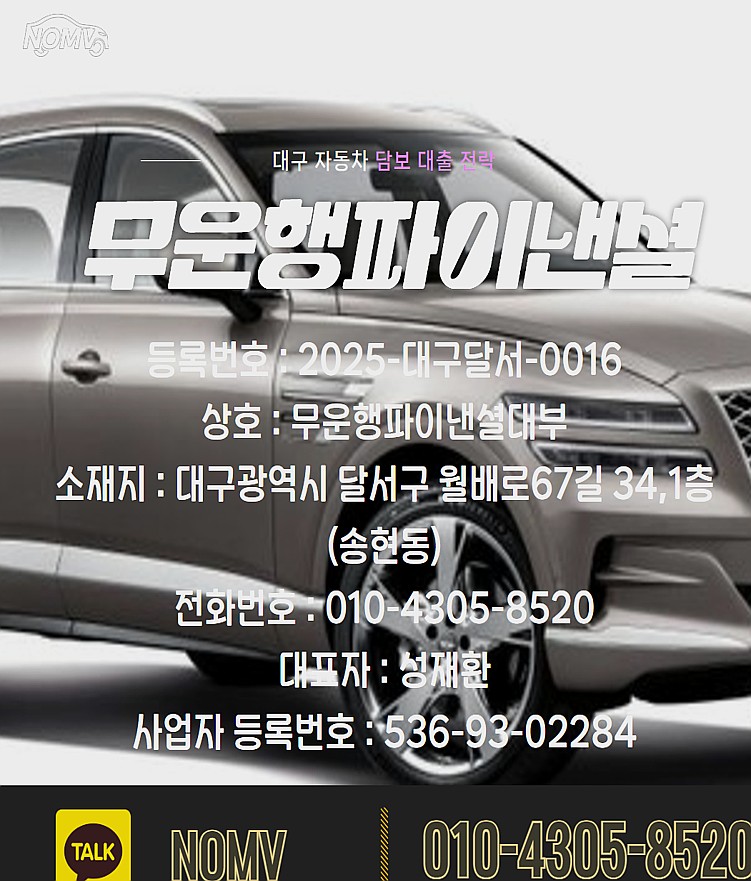 NOMV
대구 자동차 담보 대출 전략
무운행파이낸셜
등록번호 : 2025-대구달서-0016
상호 : 무운행파이낸셜대부
소재지 : 대구광역시 달서구 월배로67길 34,1층
(송현동)
전화번호 : 010-4305-8520
대표자 : 성재환
사업자 등록번호 : 536-93-02284
TALK
NOMV
010-4305-8520